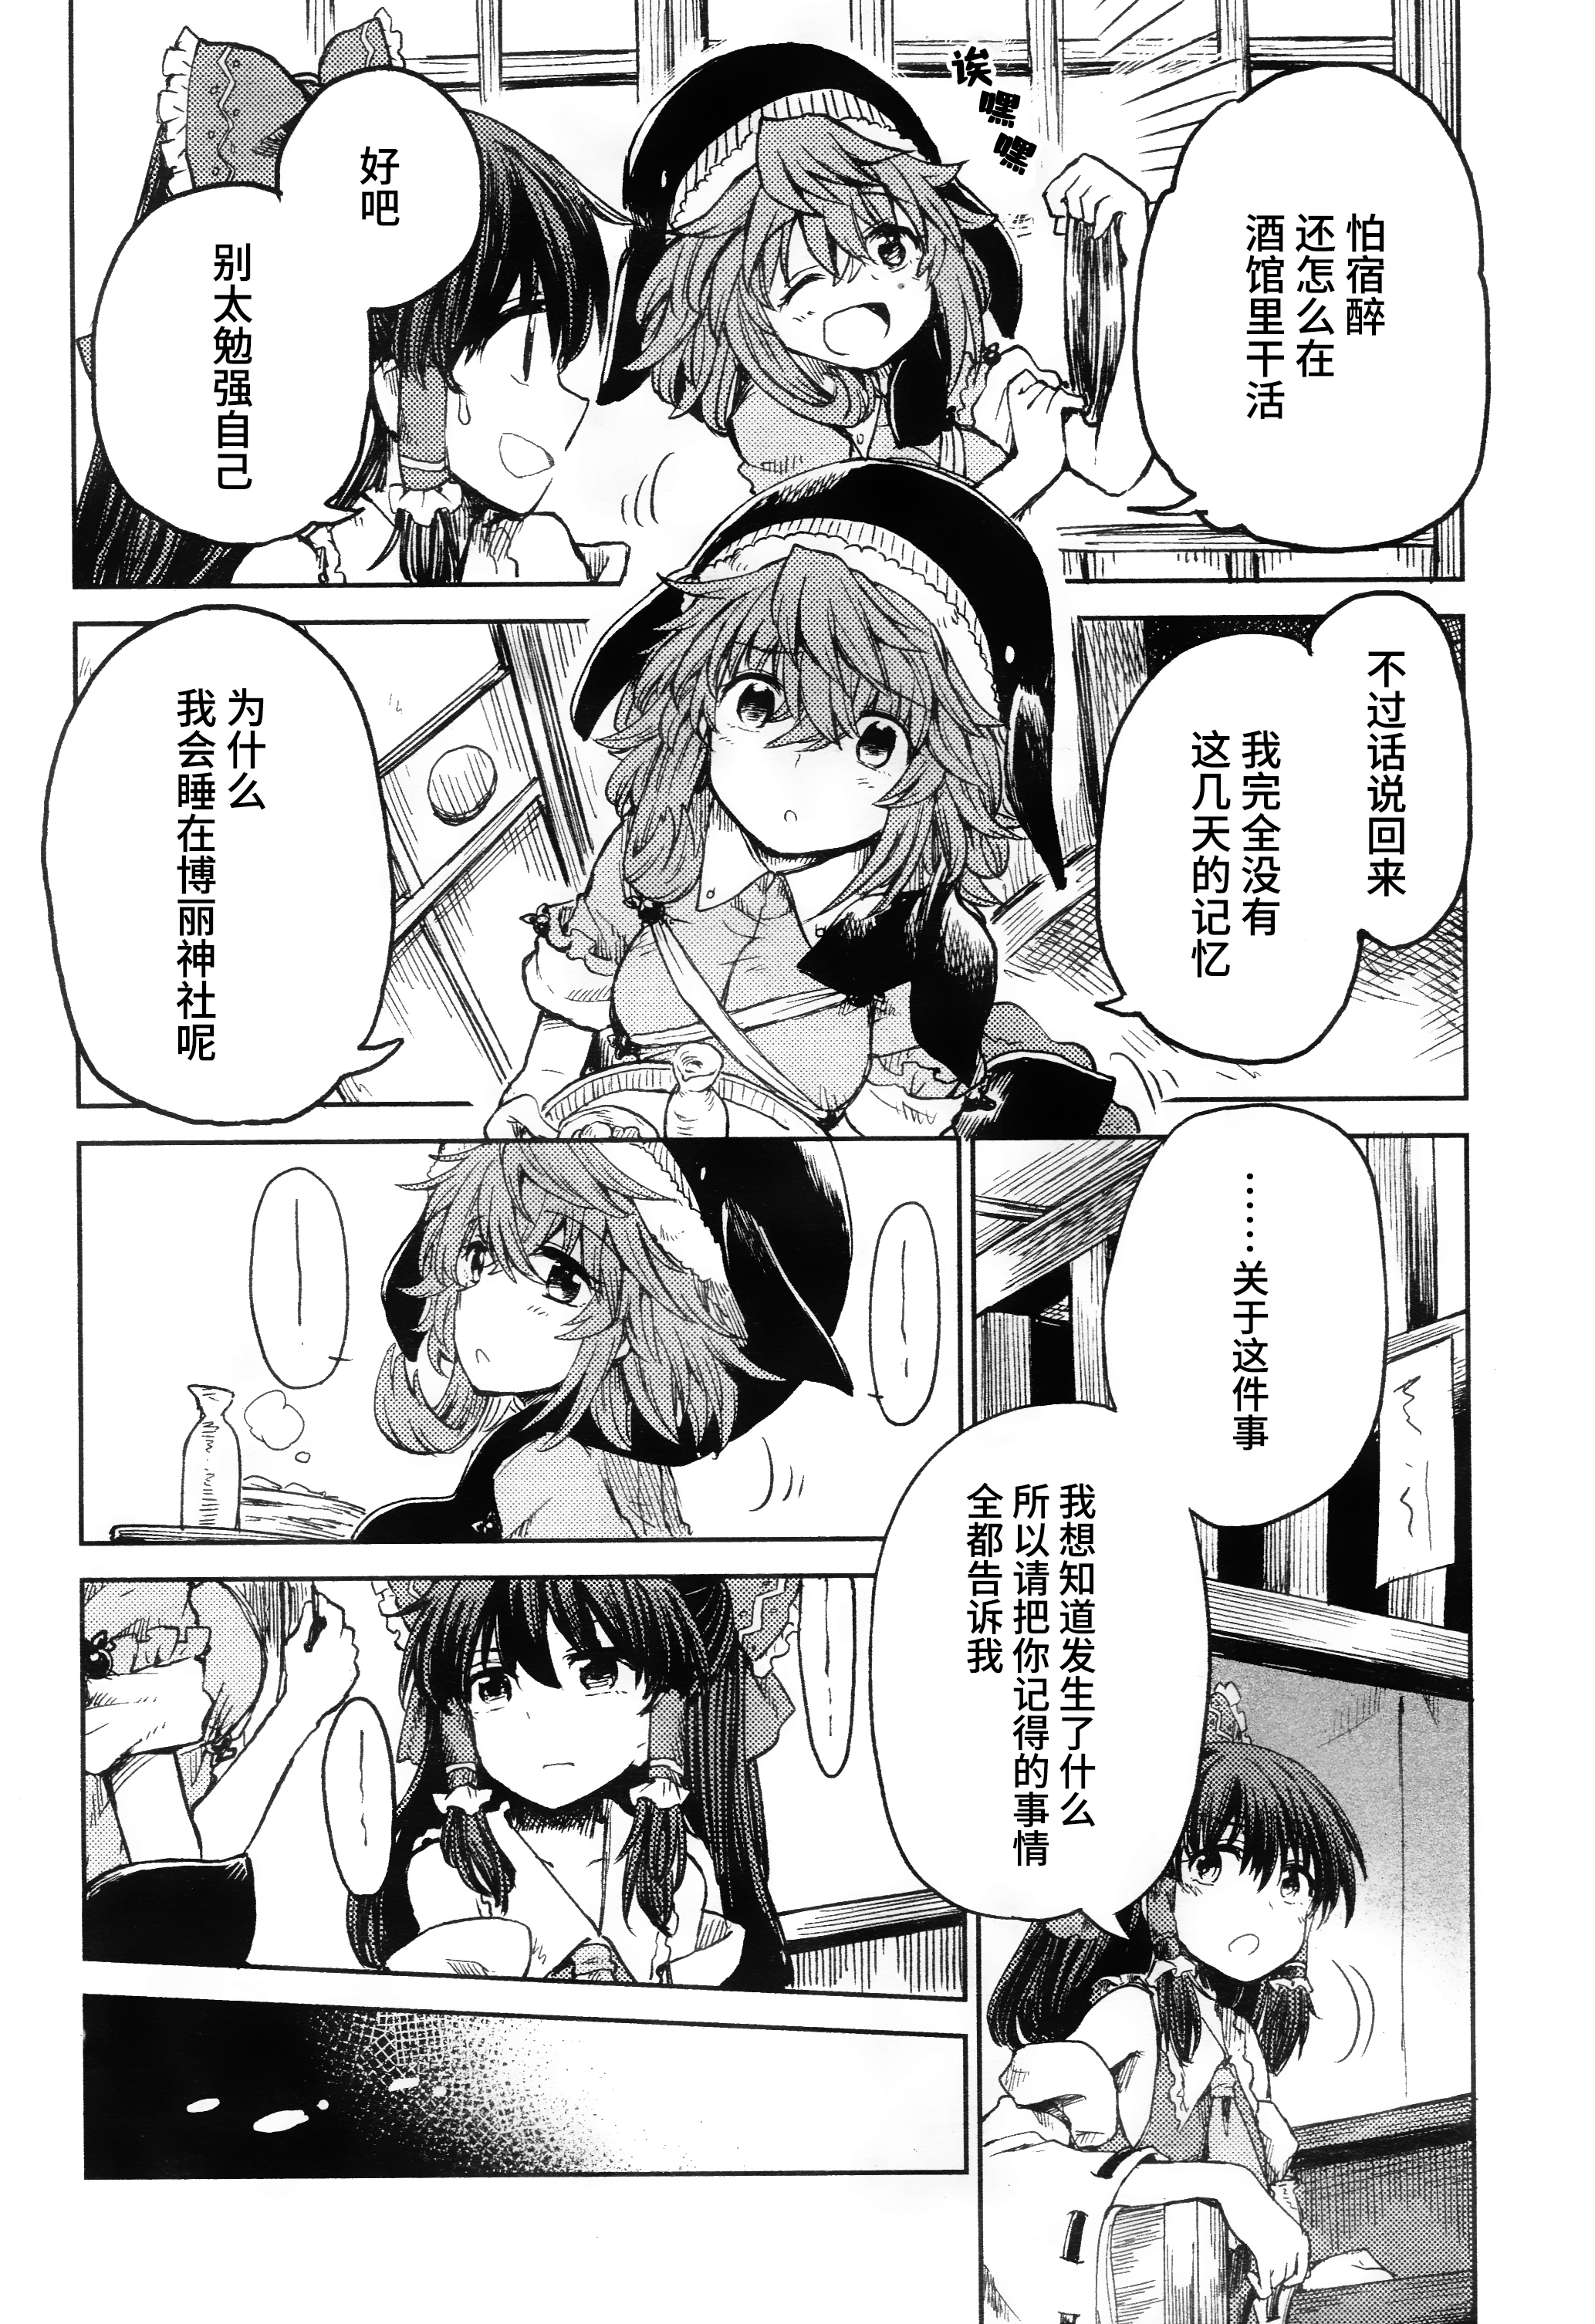 怕宿醉
还怎么在
酒馆里干活
诶嘿嘿
好吧
别太勉强自己
不过话说回来
我完全没有
这几天的记忆
为什么
我会睡在博丽神社呢
……关于这件事
我想知道发生了什么
所以请把你记得的事情
全都告诉我